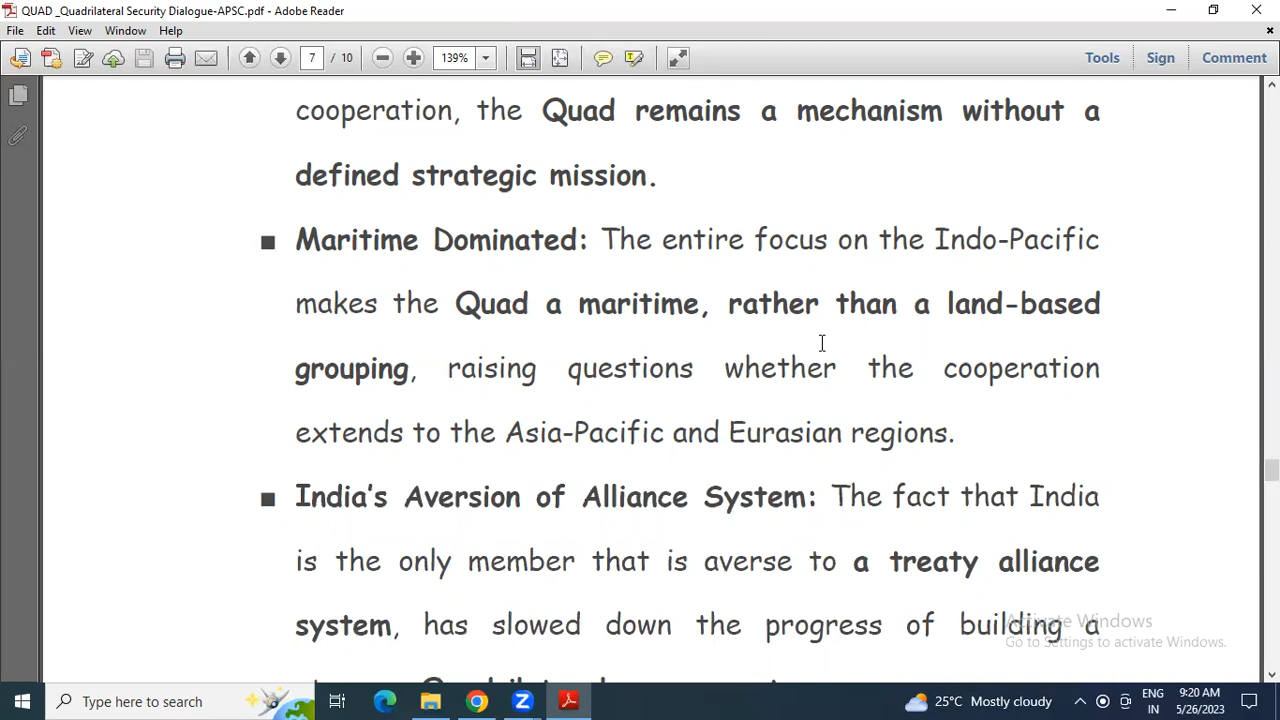 QUAD _Quadrilateral Security Dialogue-APSC.pdf - Adobe Reader
File Edit View Window Help
7 / 10 139% Tools Sign Comment
cooperation, the Quad remains a mechanism without a
defined strategic mission.
■ Maritime Dominated: The entire focus on the Indo-Pacific
makes the Quad a maritime, rather than a land-based
grouping, raising questions whether the cooperation
extends to the Asia-Pacific and Eurasian regions.
■ India's Aversion of Alliance System: The fact that India
is the only member that is averse to a treaty alliance
system, has slowed down the progress of building a
Activate Windows
Go to Settings to activate Windows.
Type here to search
25°C Mostly cloudy
ENG
IN
9:20 AM
5/26/2023